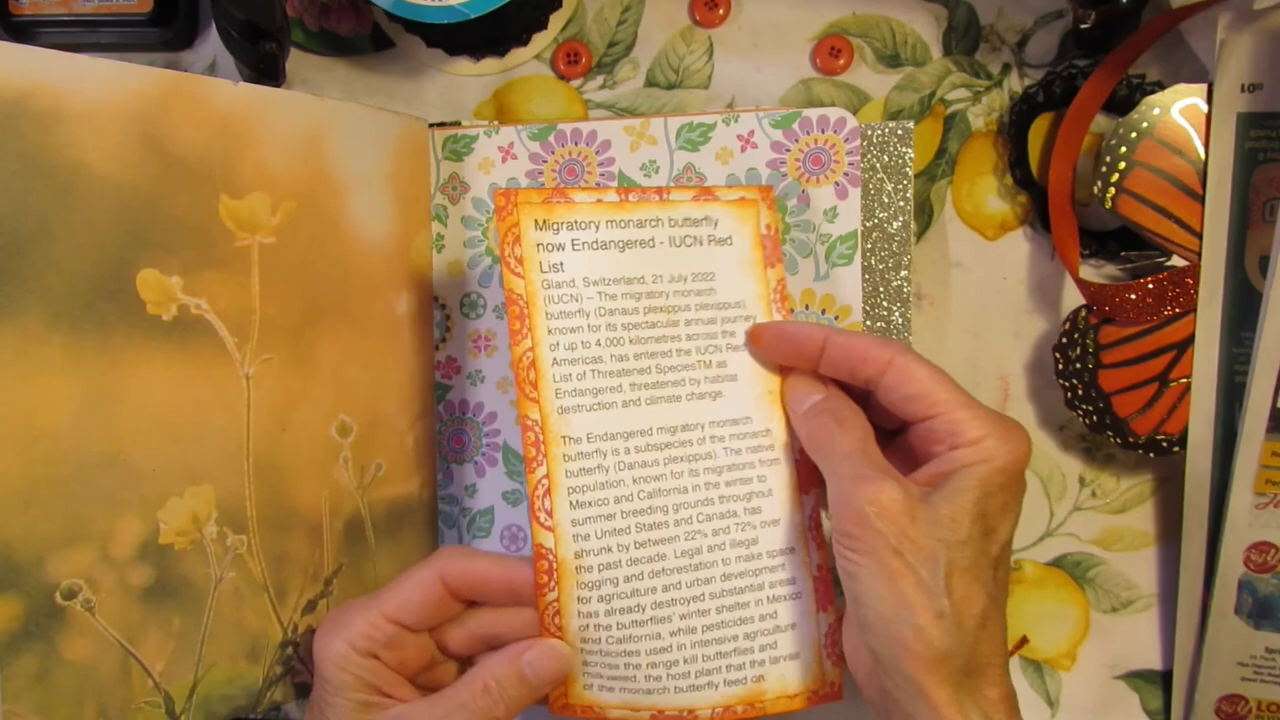 Migratory monarch butterfly
now Endangered - IUCN Red
List
Gland, Switzerland, 21 July 2022
(IUCN) – The migratory monarch
butterfly (Danaus plexippus plexippus),
known for its spectacular annual journey
of up to 4,000 kilometres across the
Americas, has entered the IUCN Red
List of Threatened SpeciesTM as
Endangered, threatened by habitat
destruction and climate change.
The Endangered migratory monarch
butterfly is a subspecies of the monarch
butterfly (Danaus plexippus). The native
population, known for its migrations from
Mexico and California in the winter to
summer breeding grounds throughout
the United States and Canada, has
shrunk by between 22% and 72% over
the past decade. Legal and illegal
logging and deforestation to make space
for agriculture and urban development
has already destroyed substantial areas
of the butterflies' winter shelter in Mexico
and California, while pesticides and
herbicides used in intensive agriculture
across the range kill butterflies and
milkweed, the host plant that the larvae
of the monarch butterfly feed on.